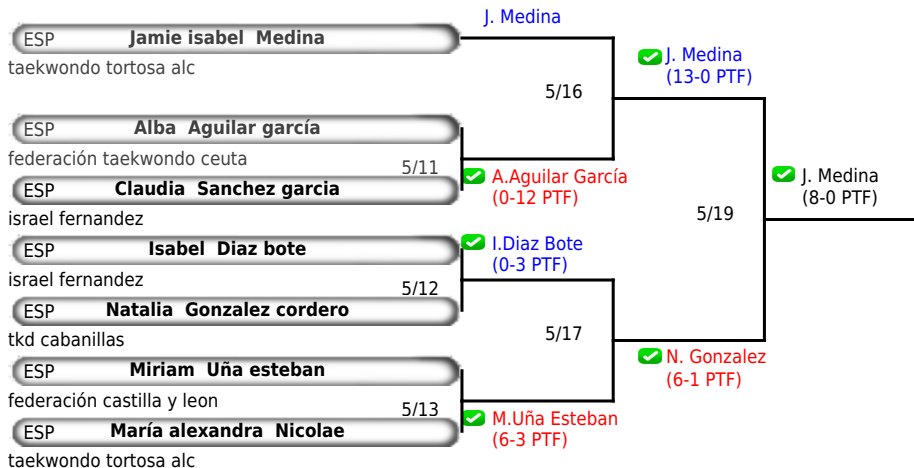 J. Medina
ESP Jamie isabel Medina
taekwondo tortosa alc
J. Medina
(13-0 PTF)
5/16
ESP Alba Aguilar garcía
federación taekwondo ceuta
5/11
A.Aguilar García
(0-12 PTF)
ESP Claudia Sanchez garcia
israel fernandez
J. Medina
(8-0 PTF)
5/19
ESP Isabel Diaz bote
israel fernandez
I.Diaz Bote
(0-3 PTF)
5/12
ESP Natalia Gonzalez cordero
tkd cabanillas
5/17
N. Gonzalez
(6-1 PTF)
ESP Miriam Uña esteban
federación castilla y leon
5/13
M.Uña Esteban
(6-3 PTF)
ESP María alexandra Nicolae
taekwondo tortosa alc